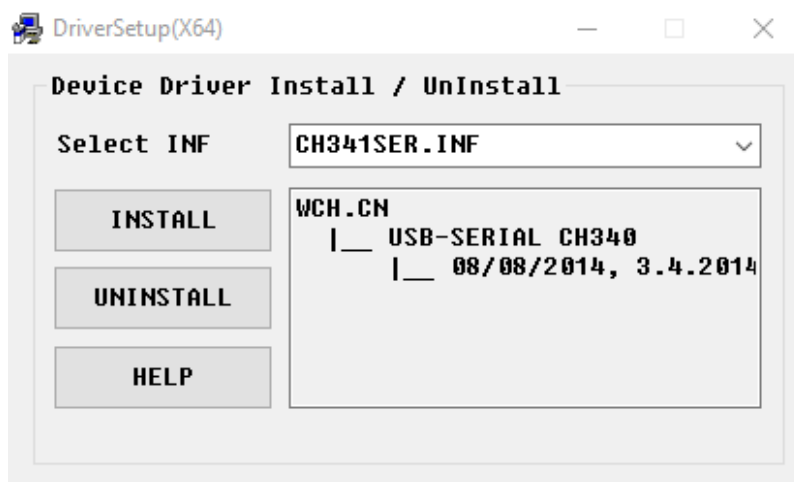 DriverSetup(X64)
Device Driver Install / UnInstall
Select INF
CH341SER.INF
INSTALL
UNINSTALL
HELP
WCH.CN
|__ USB-SERIAL CH340
|__ 08/08/2014, 3.4.2014